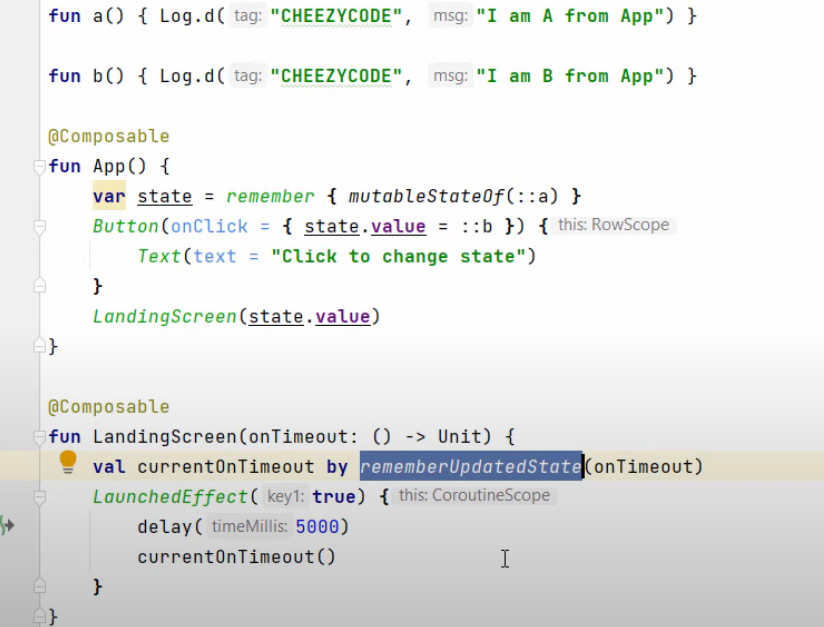 fun a() { Log.d( tag: "CHEEZYCODE", msg: "I am A from App") }
fun b() { Log.d( tag: "CHEEZYCODE", msg: "I am B from App") }
@Composable
fun App() {
var state = remember { mutableStateOf(::a) }
Button(onClick = { state.value = ::b }) { this: RowScope
Text(text = "Click to change state")
}
LandingScreen(state.value)
}
@Composable
fun LandingScreen(onTimeout: () -> Unit) {
val currentOnTimeout by rememberUpdatedState(onTimeout)
LaunchedEffect( key1: true) { this: CoroutineScope
delay( timeMillis: 5000)
currentOnTimeout()
}
}